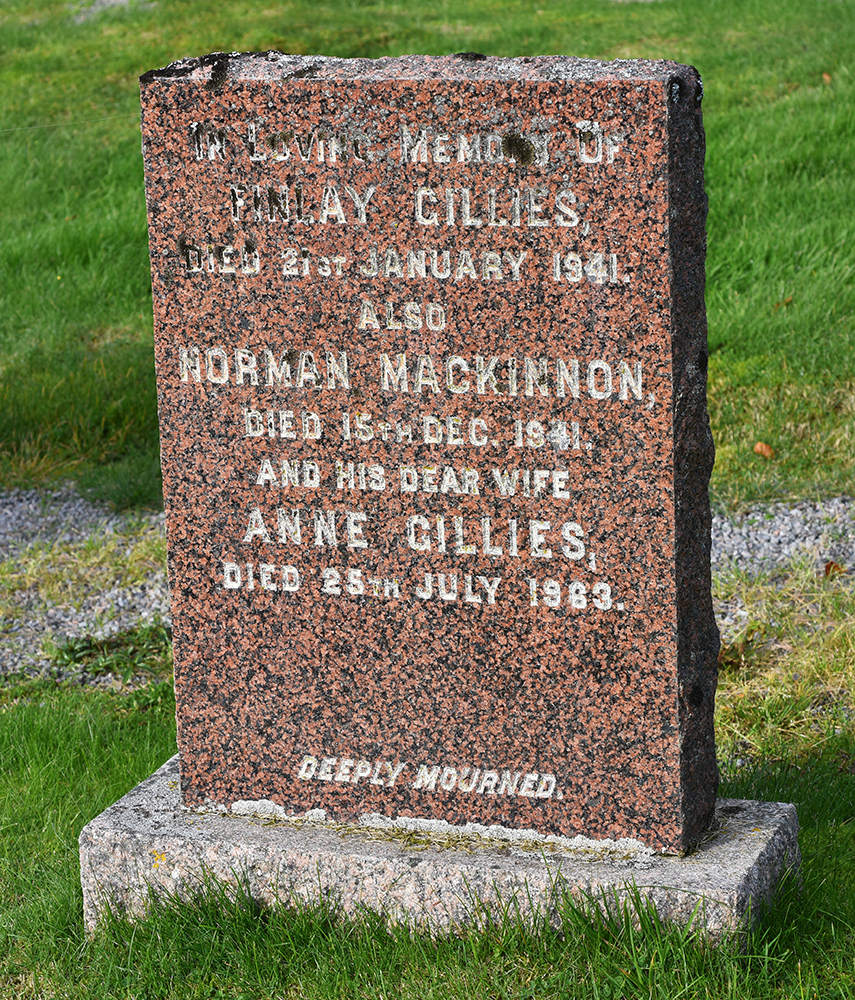 In Loving Memory Of
FINLAY GILLIES,
DIED 21ST JANUARY 1941.
ALSO
NORMAN MACKINNON,
DIED 15TH DEC. 1941.
AND HIS DEAR WIFE
ANNE GILLIES,
DIED 25TH JULY 1963.
DEEPLY MOURNED.